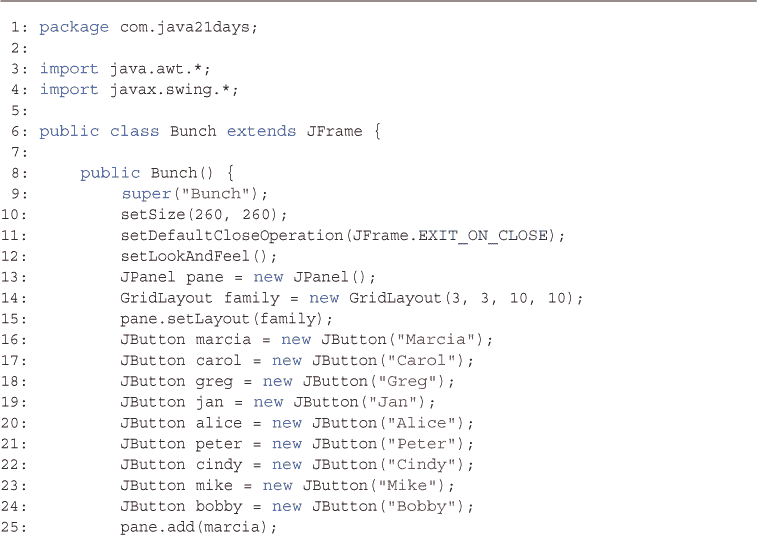 1: package com.java21days;
2:
3: import java.awt.*;
4: import javax.swing.*;
5:
6: public class Bunch extends JFrame {
7:
8:     public Bunch() {
9:         super("Bunch");
10:         setSize(260, 260);
11:         setDefaultCloseOperation(JFrame.EXIT_ON_CLOSE);
12:         setLookAndFeel();
13:         JPanel pane = new JPanel();
14:         GridLayout family = new GridLayout(3, 3, 10, 10);
15:         pane.setLayout(family);
16:         JButton marcia = new JButton("Marcia");
17:         JButton carol = new JButton("Carol");
18:         JButton greg = new JButton("Greg");
19:         JButton jan = new JButton("Jan");
20:         JButton alice = new JButton("Alice");
21:         JButton peter = new JButton("Peter");
22:         JButton cindy = new JButton("Cindy");
23:         JButton mike = new JButton("Mike");
24:         JButton bobby = new JButton("Bobby");
25:         pane.add(marcia);